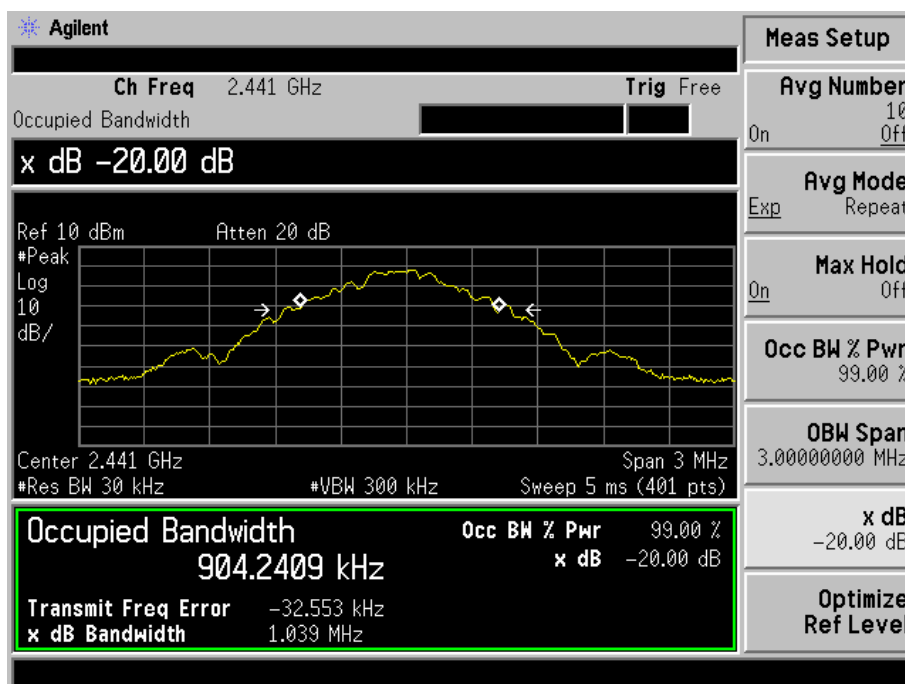 Agilent
Ch Freq 2.441 GHz Trig Free
Occupied Bandwidth
x dB -20.00 dB
Ref 10 dBm Atten 20 dB
#Peak
Log
10
dB/
Center 2.441 GHz Span 3 MHz
#Res BW 30 kHz #VBW 300 kHz Sweep 5 ms (401 pts)
Occupied Bandwidth Occ BW % Pwr 99.00 %
904.2409 kHz x dB -20.00 dB
Transmit Freq Error -32.553 kHz
x dB Bandwidth 1.039 MHz
Meas Setup
Avg Number
10
On Off
Avg Mode
Exp Repeat
Max Hold
On Off
Occ BW % Pwr
99.00 %
OBW Span
3.00000000 MHz
x dB
-20.00 dB
Optimize
Ref Level